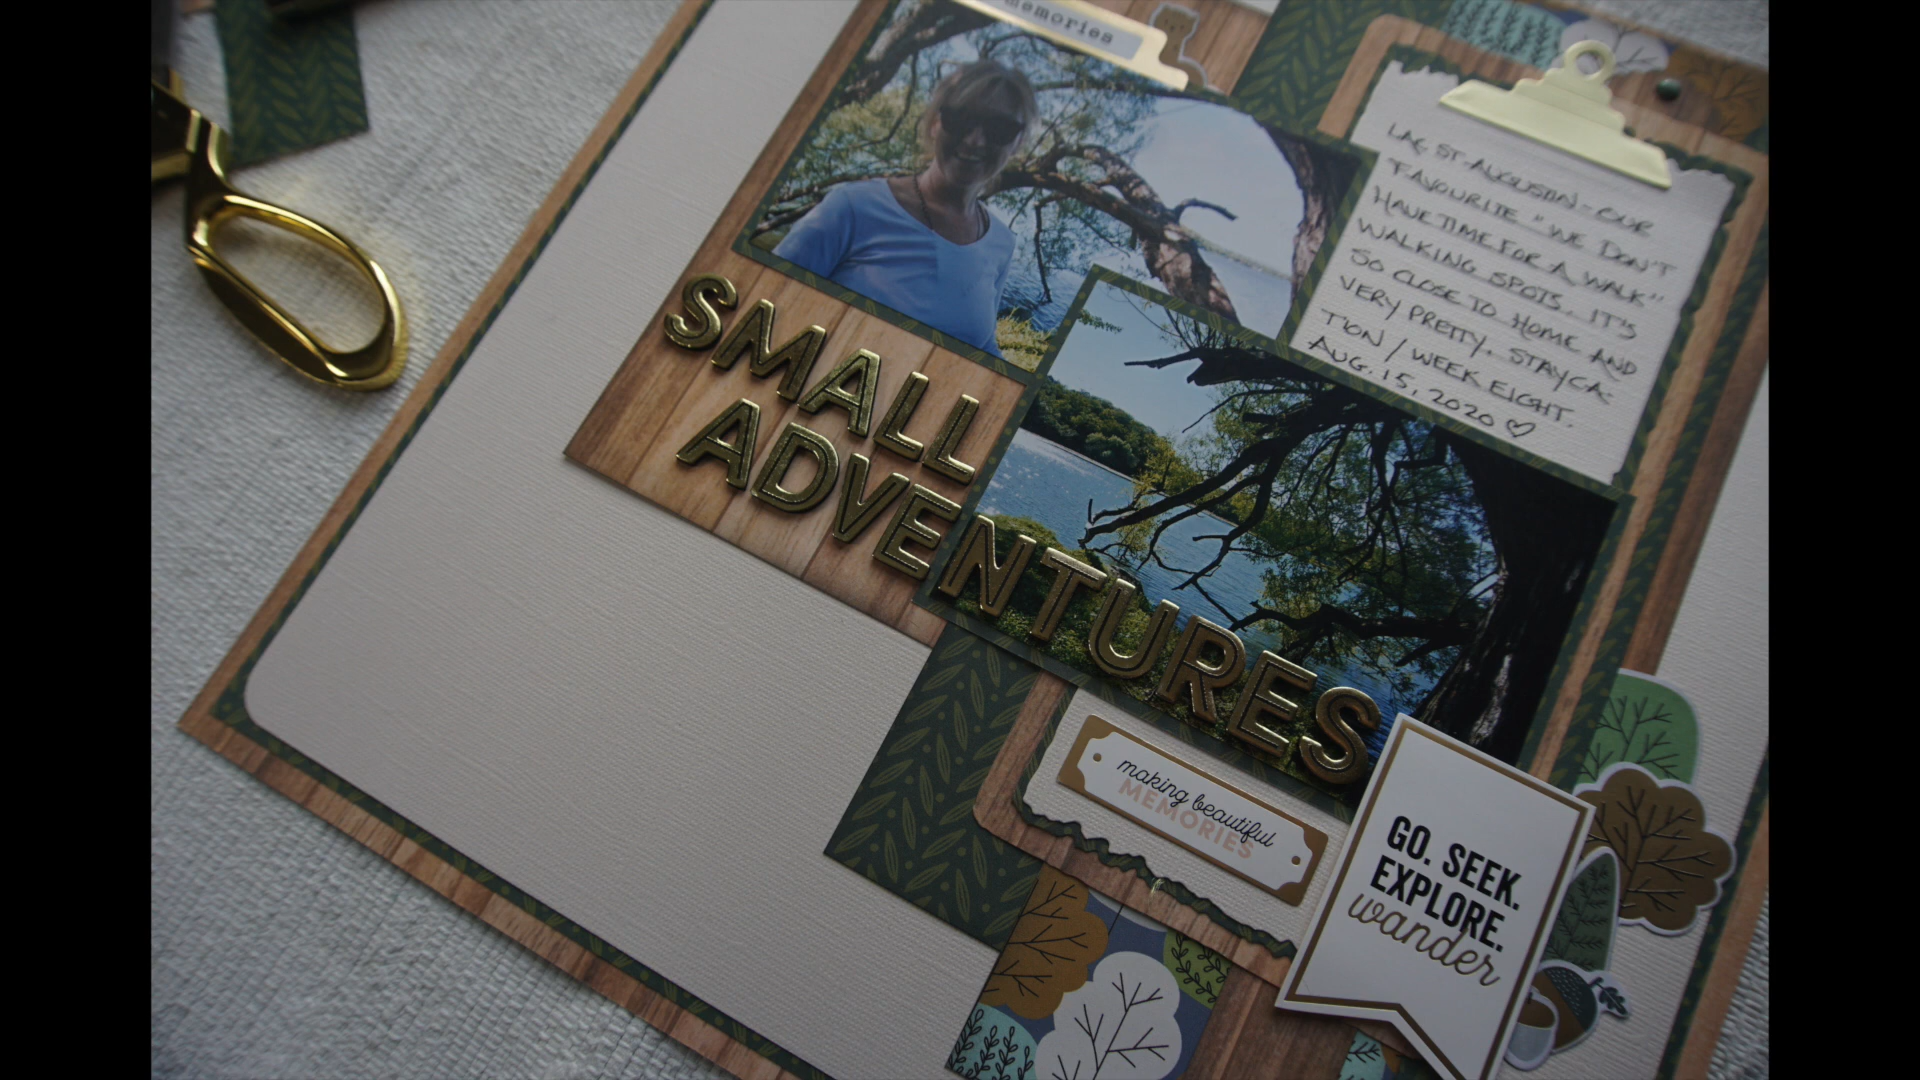 memories
LAC ST-AUGUSTIN - OUR
FAVOURITE "WE DON'T
HAVE TIME FOR A WALK"
WALKING SPOTS. IT'S
SO CLOSE TO HOME AND
VERY PRETTY. STAYCA-
TION / WEEK EIGHT.
AUG. 15, 2020 ♡
SMALL
ADVENTURES
making beautiful
MEMORIES
GO. SEEK.
EXPLORE.
wander